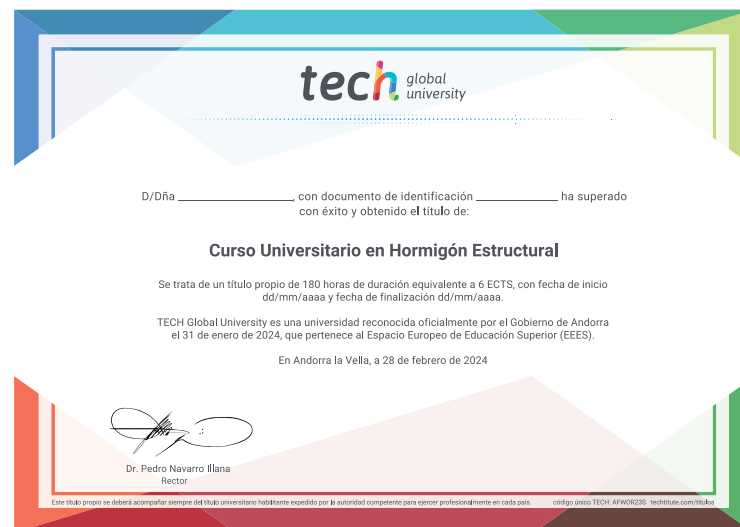 tech global
university
D/Dña ____________, con documento de identificación ____________ ha superado
con éxito y obtenido el título de:
Curso Universitario en Hormigón Estructural
Se trata de un título propio de 180 horas de duración equivalente a 6 ECTS, con fecha de inicio
dd/mm/aaaa y fecha de finalización dd/mm/aaaa.
TECH Global University es una universidad reconocida oficialmente por el Gobierno de Andorra
el 31 de enero de 2024, que pertenece al Espacio Europeo de Educación Superior (EEES).
En Andorra la Vella, a 28 de febrero de 2024
Dr. Pedro Navarro Illana
Rector
Este título propio se deberá acompañar siempre del título universitario habilitante expedido por la autoridad competente para ejercer profesionalmente en cada país. código único TECH: AFWOR23S techtitute.com/titulos